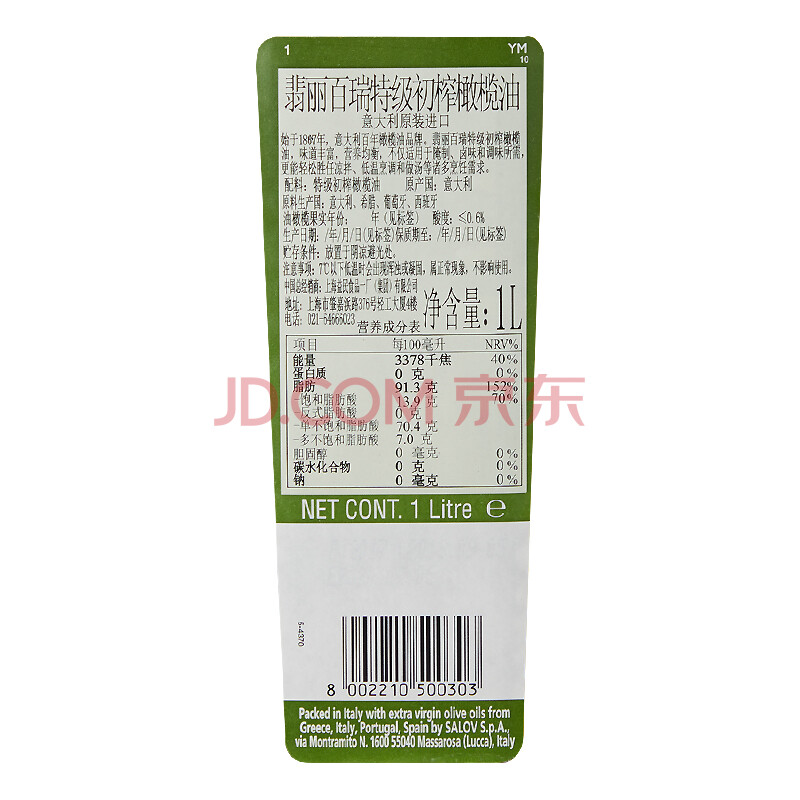 1
YM
10
翡丽百瑞特级初榨橄榄油
意大利原装进口
始于1867年，意大利百年橄榄油品牌。翡丽百瑞特级初榨橄榄
油，味道丰富，营养均衡，不仅适用于腌制、卤味和调味所需，
更能轻松胜任凉拌、低温烹调和做汤等诸多烹饪需求。
配料：特级初榨橄榄油 原产国：意大利
原料生产国：意大利、希腊、葡萄牙、西班牙
油橄榄果实年份： 年（见标签） 酸度：≤0.6%
生产日期：/年/月/日(见标签)保质期至：/年/月/日(见标签)
贮存条件：放置于阴凉避光处。
注意事项：7℃以下低温时会出现浑浊或凝固，属正常现象，不影响使用。
中国总经销商：上海益民食品一厂（集团）有限公司
地址：上海市肇嘉浜路376号轻工大厦4楼
电话：021-64666023
净含量：1L
营养成分表
项目 每100毫升 NRV%
能量 3378千焦 40%
蛋白质 0 克 0%
脂肪 91.3 克 152%
-饱和脂肪酸 13.9 克 70%
-反式脂肪酸 0 克
-单不饱和脂肪酸 70.4 克
-多不饱和脂肪酸 7.0 克
胆固醇 0 毫克 0%
碳水化合物 0 克 0%
钠 0 毫克 0%
JD.COM 京东
NET CONT. 1 Litre ℮
5-4370
8 002210 500303
Packed in Italy with extra virgin olive oils from
Greece, Italy, Portugal, Spain by SALOV S.p.A.,
via Montramito N. 1600 55040 Massarosa (Lucca), Italy